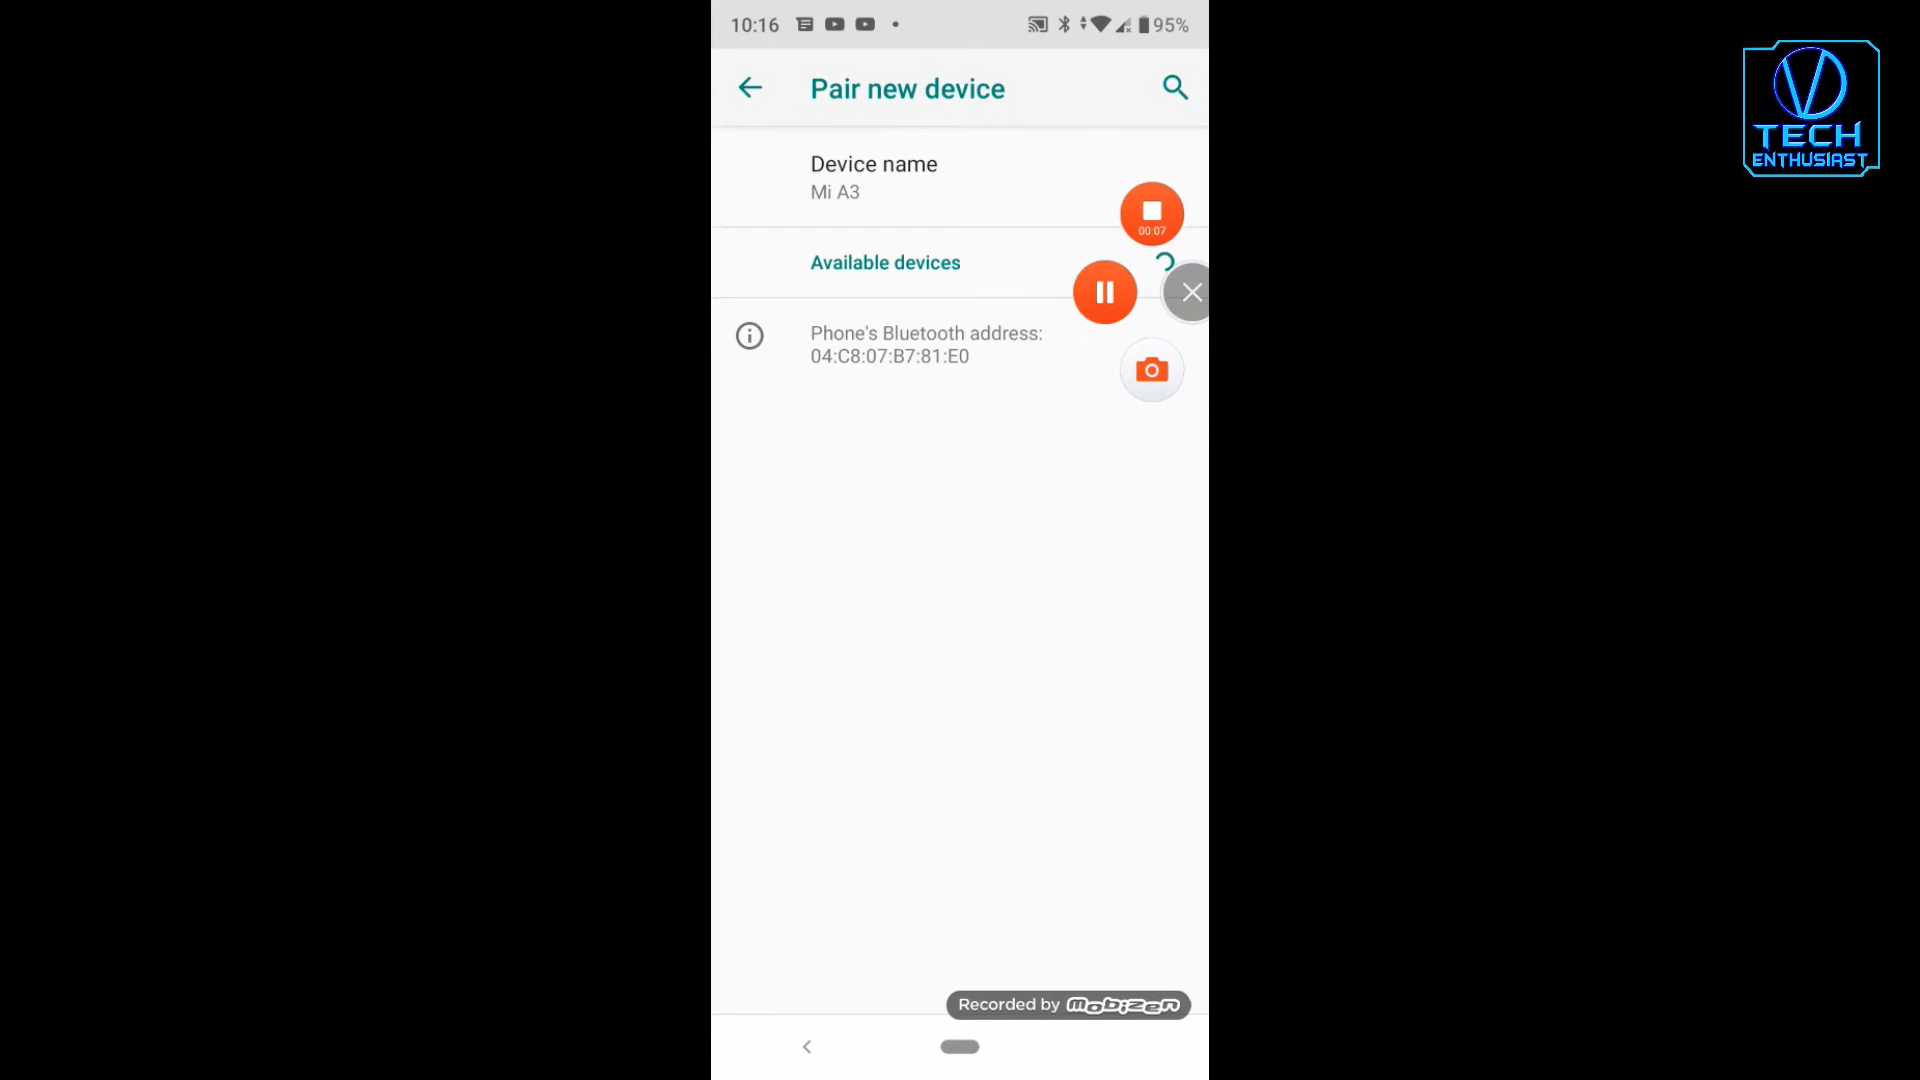 10:16
95%
Pair new device
Device name
Mi A3
00:07
Available devices
Phone's Bluetooth address:
04:C8:07:B7:81:E0
Recorded by mobizen
VD
TECH
ENTHUSIAST